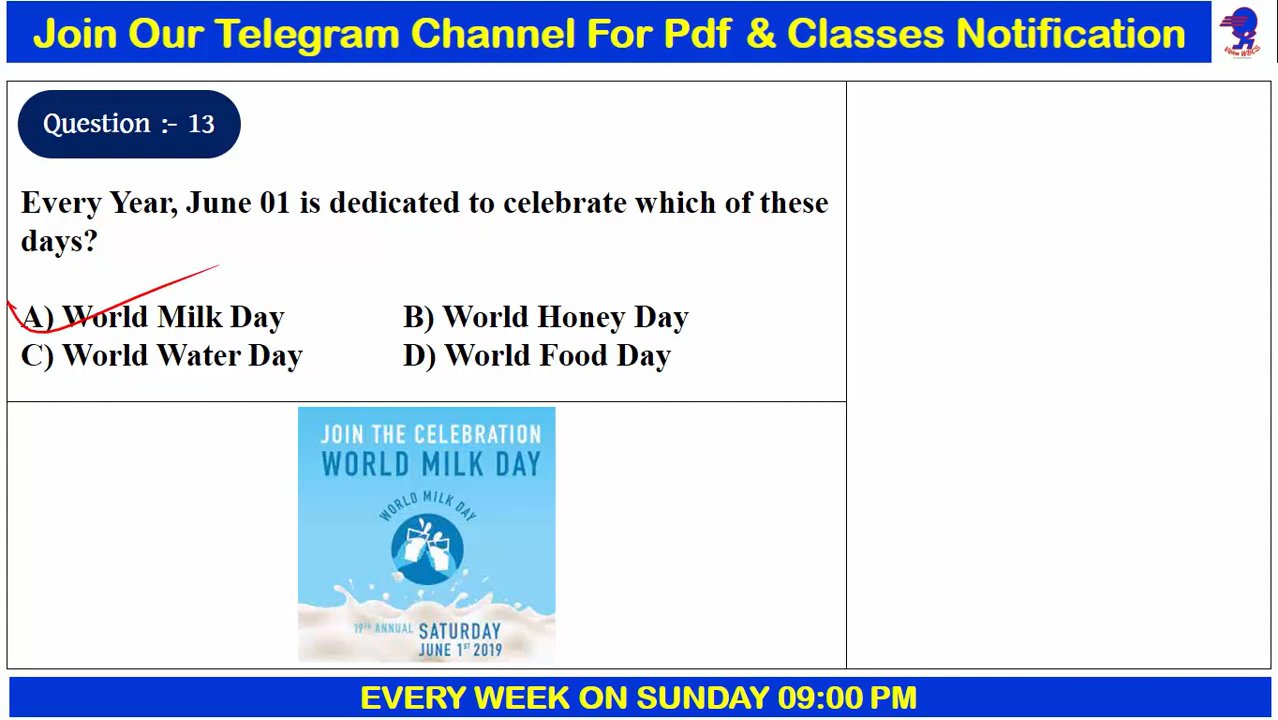 Join Our Telegram Channel For Pdf & Classes Notification
Question :- 13
Every Year, June 01 is dedicated to celebrate which of these
days?
A) World Milk Day
B) World Honey Day
C) World Water Day
D) World Food Day
JOIN THE CELEBRATION
WORLD MILK DAY
WORLD MILK DAY
19TH ANNUAL SATURDAY
JUNE 1ST 2019
EVERY WEEK ON SUNDAY 09:00 PM